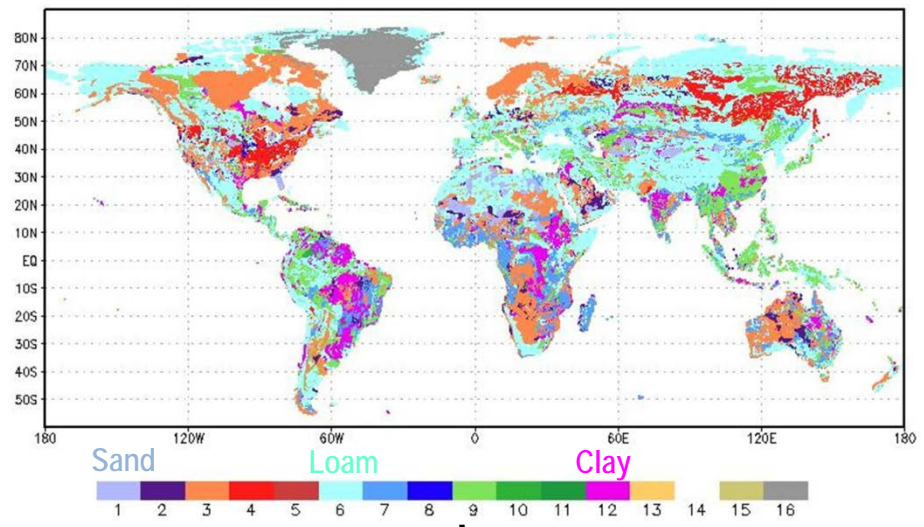 80N
70N
60N
50N
40N
30N
20N
10N
EQ
10S
20S
30S
40S
50S
180 120W 60W 0 60E 120E 180
Sand Loam Clay
1 2 3 4 5 6 7 8 9 10 11 12 13 14 15 16